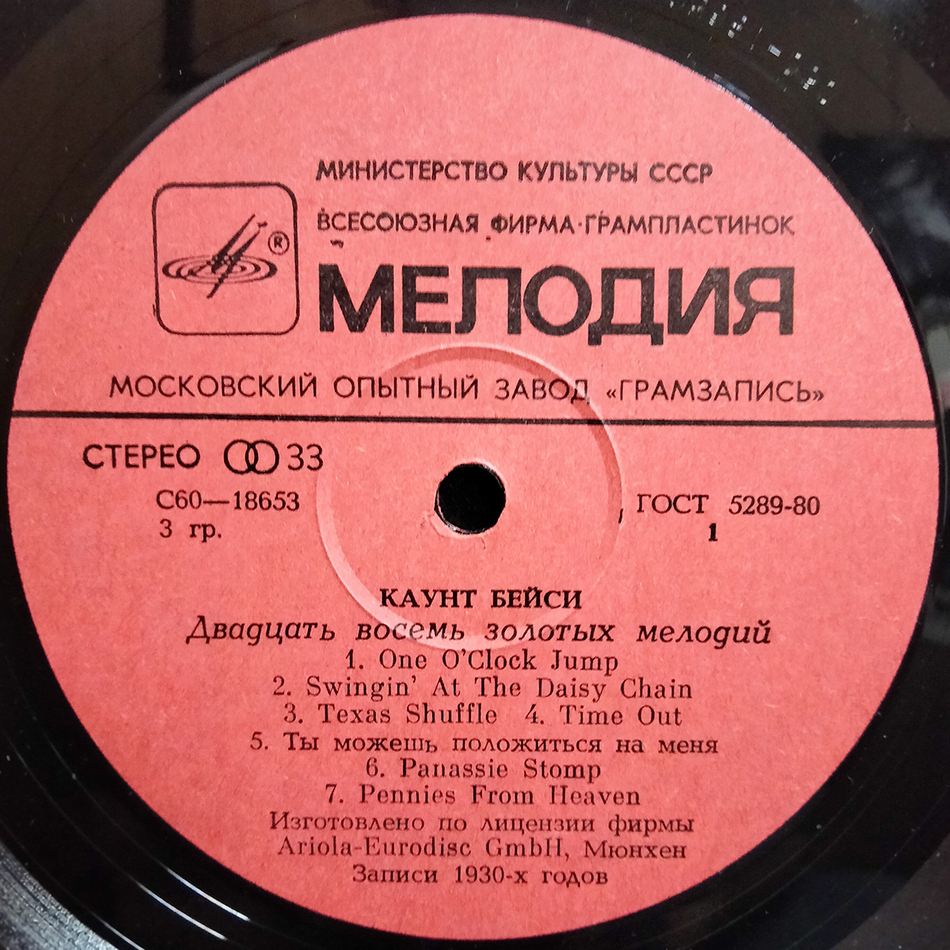 МИНИСТЕРСТВО КУЛЬТУРЫ СССР
ВСЕСОЮЗНАЯ ФИРМА·ГРАМПЛАСТИНОК
®
МЕЛОДИЯ
МОСКОВСКИЙ ОПЫТНЫЙ ЗАВОД «ГРАМЗАПИСЬ»
СТЕРЕО 33
С60—18653
ГОСТ 5289-80
3 гр.
1
КАУНТ БЕЙСИ
Двадцать восемь золотых мелодий
1. One O'Clock Jump
2. Swingin' At The Daisy Chain
3. Texas Shuffle 4. Time Out
5. Ты можешь положиться на меня
6. Panassie Stomp
7. Pennies From Heaven
Изготовлено по лицензии фирмы
Ariola-Eurodisc GmbH, Мюнхен
Записи 1930-х годов